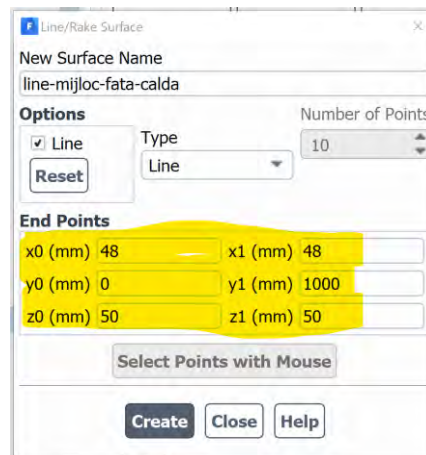 Line/Rake Surface
New Surface Name
line-mijloc-fata-calda
Options
Number of Points
Line
Type
10
Reset
Line
End Points
x0 (mm) 48 x1 (mm) 48
y0 (mm) 0 y1 (mm) 1000
z0 (mm) 50 z1 (mm) 50
Select Points with Mouse
Create Close Help